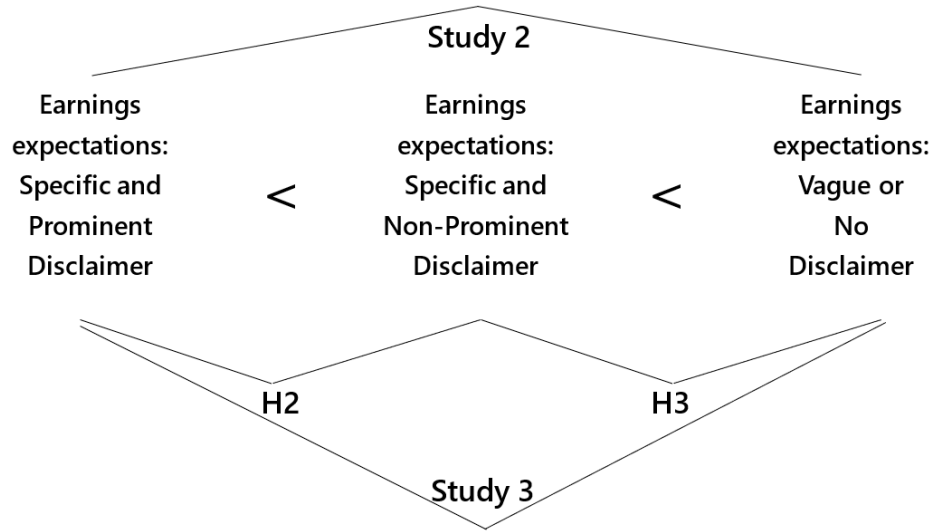 Study 2
Earnings
expectations:
Specific and
Prominent
Disclaimer
<
Earnings
expectations:
Specific and
Non-Prominent
Disclaimer
<
Earnings
expectations:
Vague or
No
Disclaimer
H2
H3
Study 3